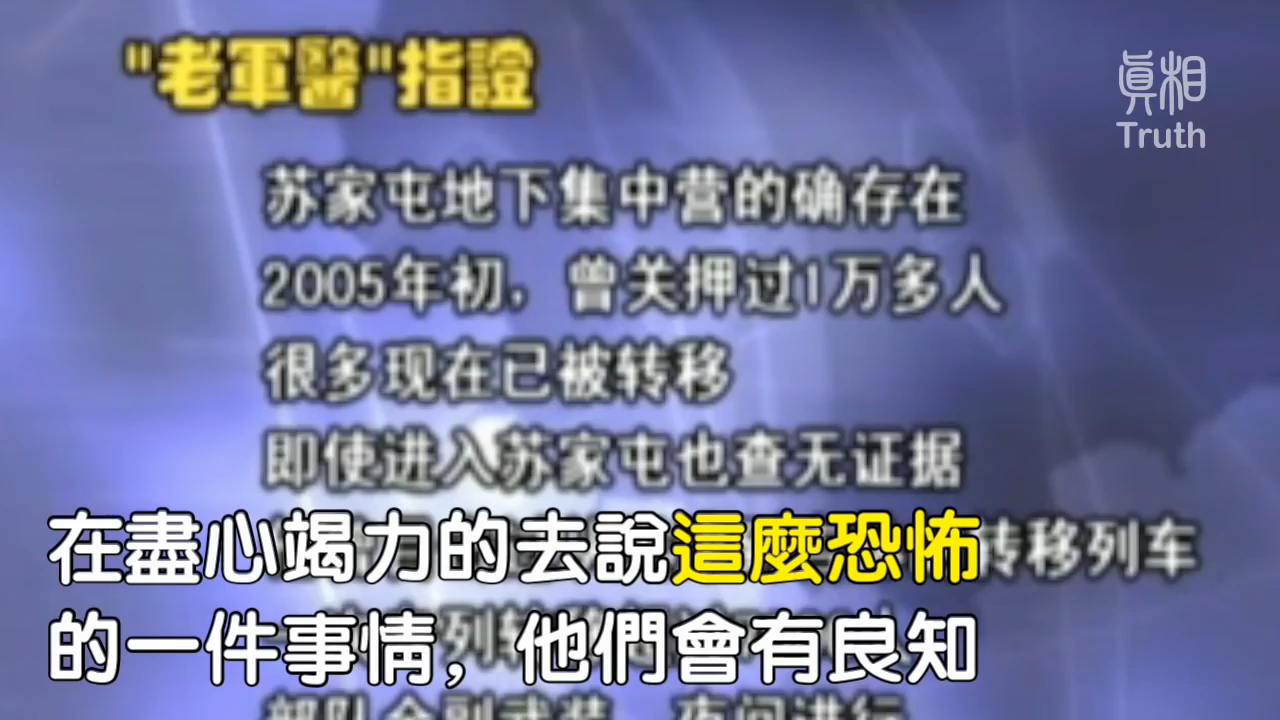 "老軍醫"指證
真相
Truth
苏家屯地下集中营的确存在
2005年初，曾关押过1万多人
很多现在已被转移
即使进入苏家屯也查无证据
转移列车
在盡心竭力的去說這麼恐怖
的一件事情，他們會有良知